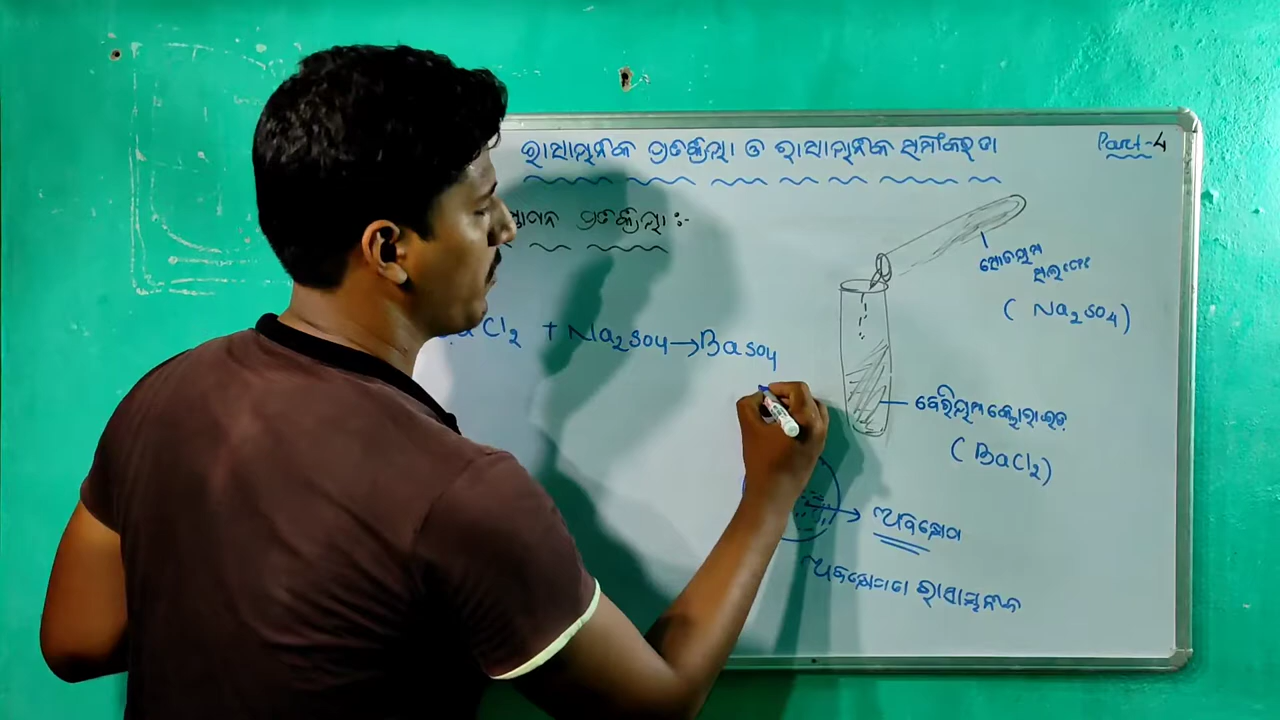 ରାସାୟନିକ ପ୍ରତିକ୍ରିୟା ଓ ରାସାୟନିକ ସମୀକରଣ
Part-4
ପ୍ରତିକ୍ରିୟା :-
ସୋଡିୟମ
ସଲଫେଟ
( Na2SO4)
aCl2 + Na2SO4→BaSO4
ବେରିୟମ କ୍ଲୋରାଇଡ଼
( BaCl2)
ଅବକ୍ଷେପ
ଅବକ୍ଷେପଣ ରାସାୟନିକ